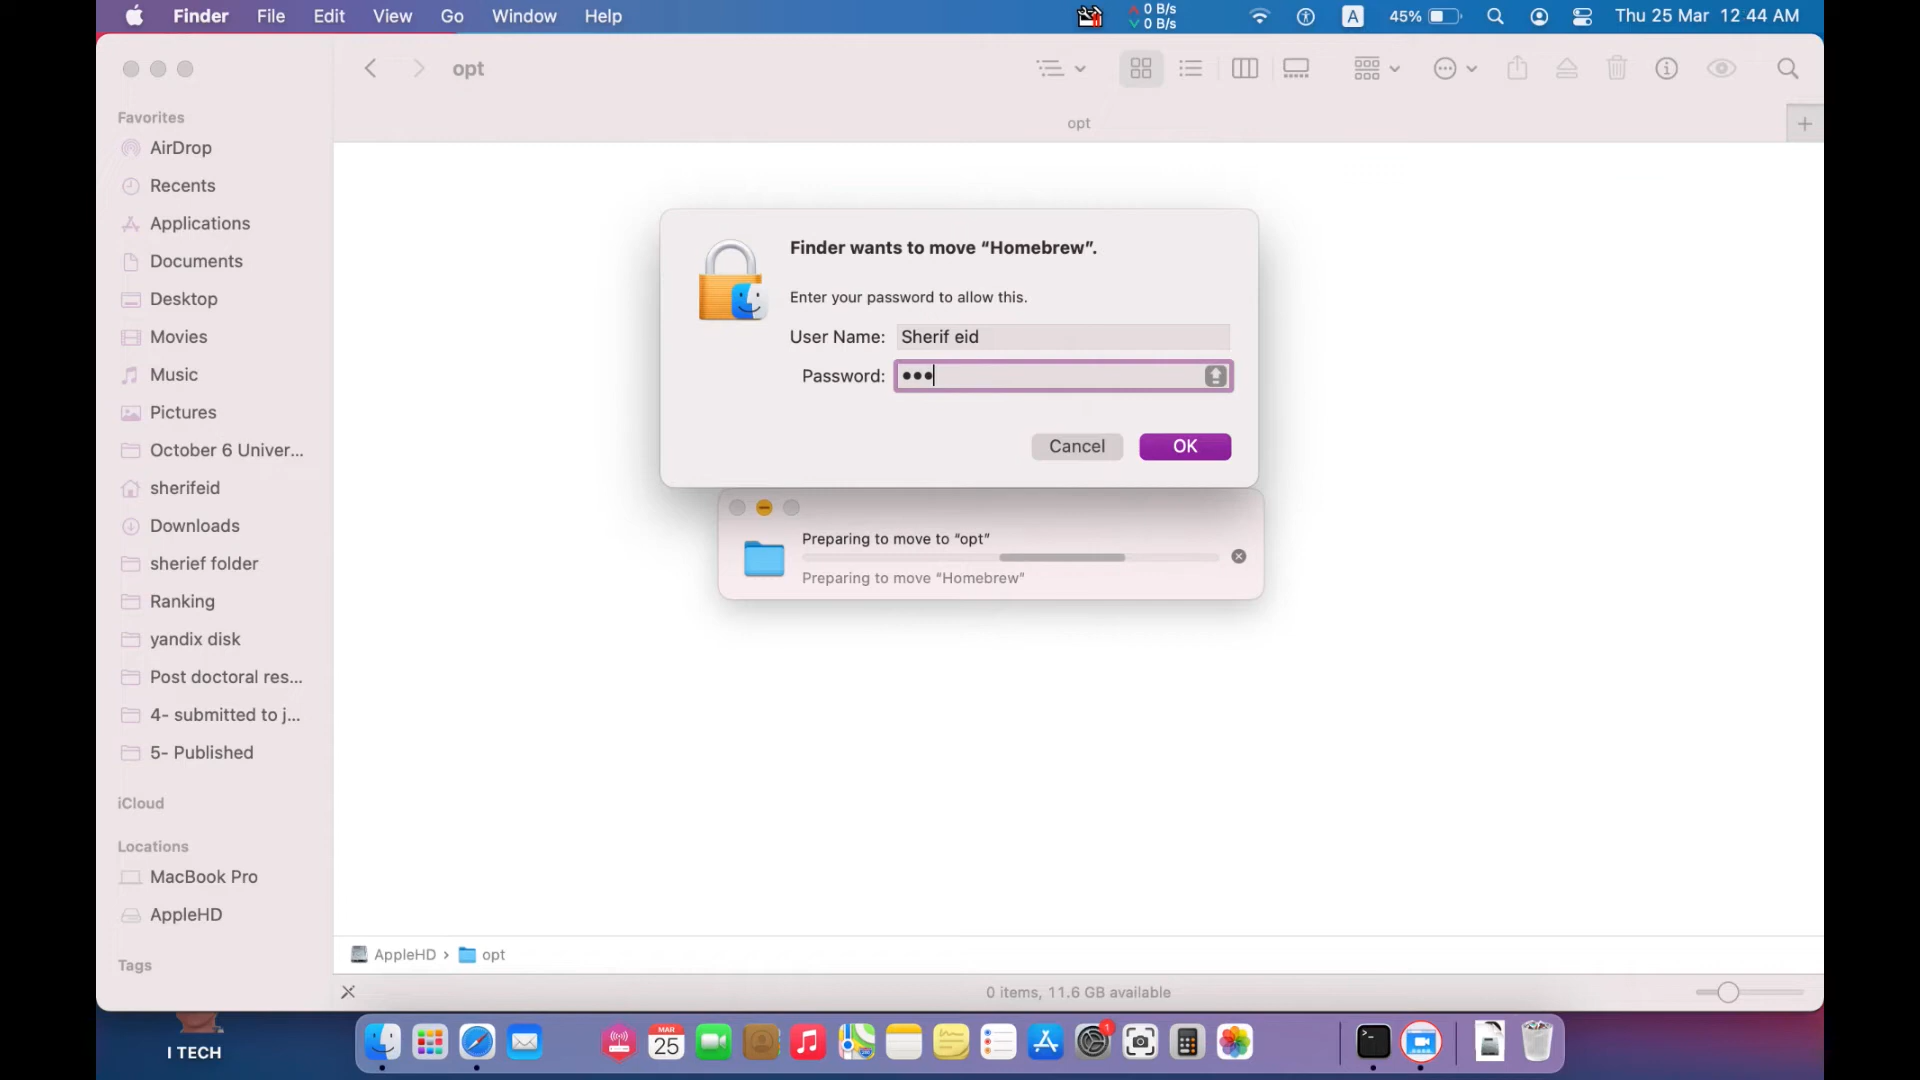 Finder File Edit View Go Window Help
0 B/s
0 B/s
A 45% Thu 25 Mar 12 44 AM
opt
opt
Favorites
AirDrop
Recents
Applications
Documents
Desktop
Movies
Music
Pictures
October 6 Univer...
sherifeid
Downloads
sherief folder
Ranking
yandix disk
Post doctoral res...
4- submitted to j...
5- Published
iCloud
Locations
MacBook Pro
AppleHD
Tags
Finder wants to move “Homebrew”.
Enter your password to allow this.
User Name: Sherif eid
Password: •••
Cancel OK
Preparing to move to “opt”
Preparing to move “Homebrew”
AppleHD › opt
0 items, 11.6 GB available
I TECH
MAR
25
1